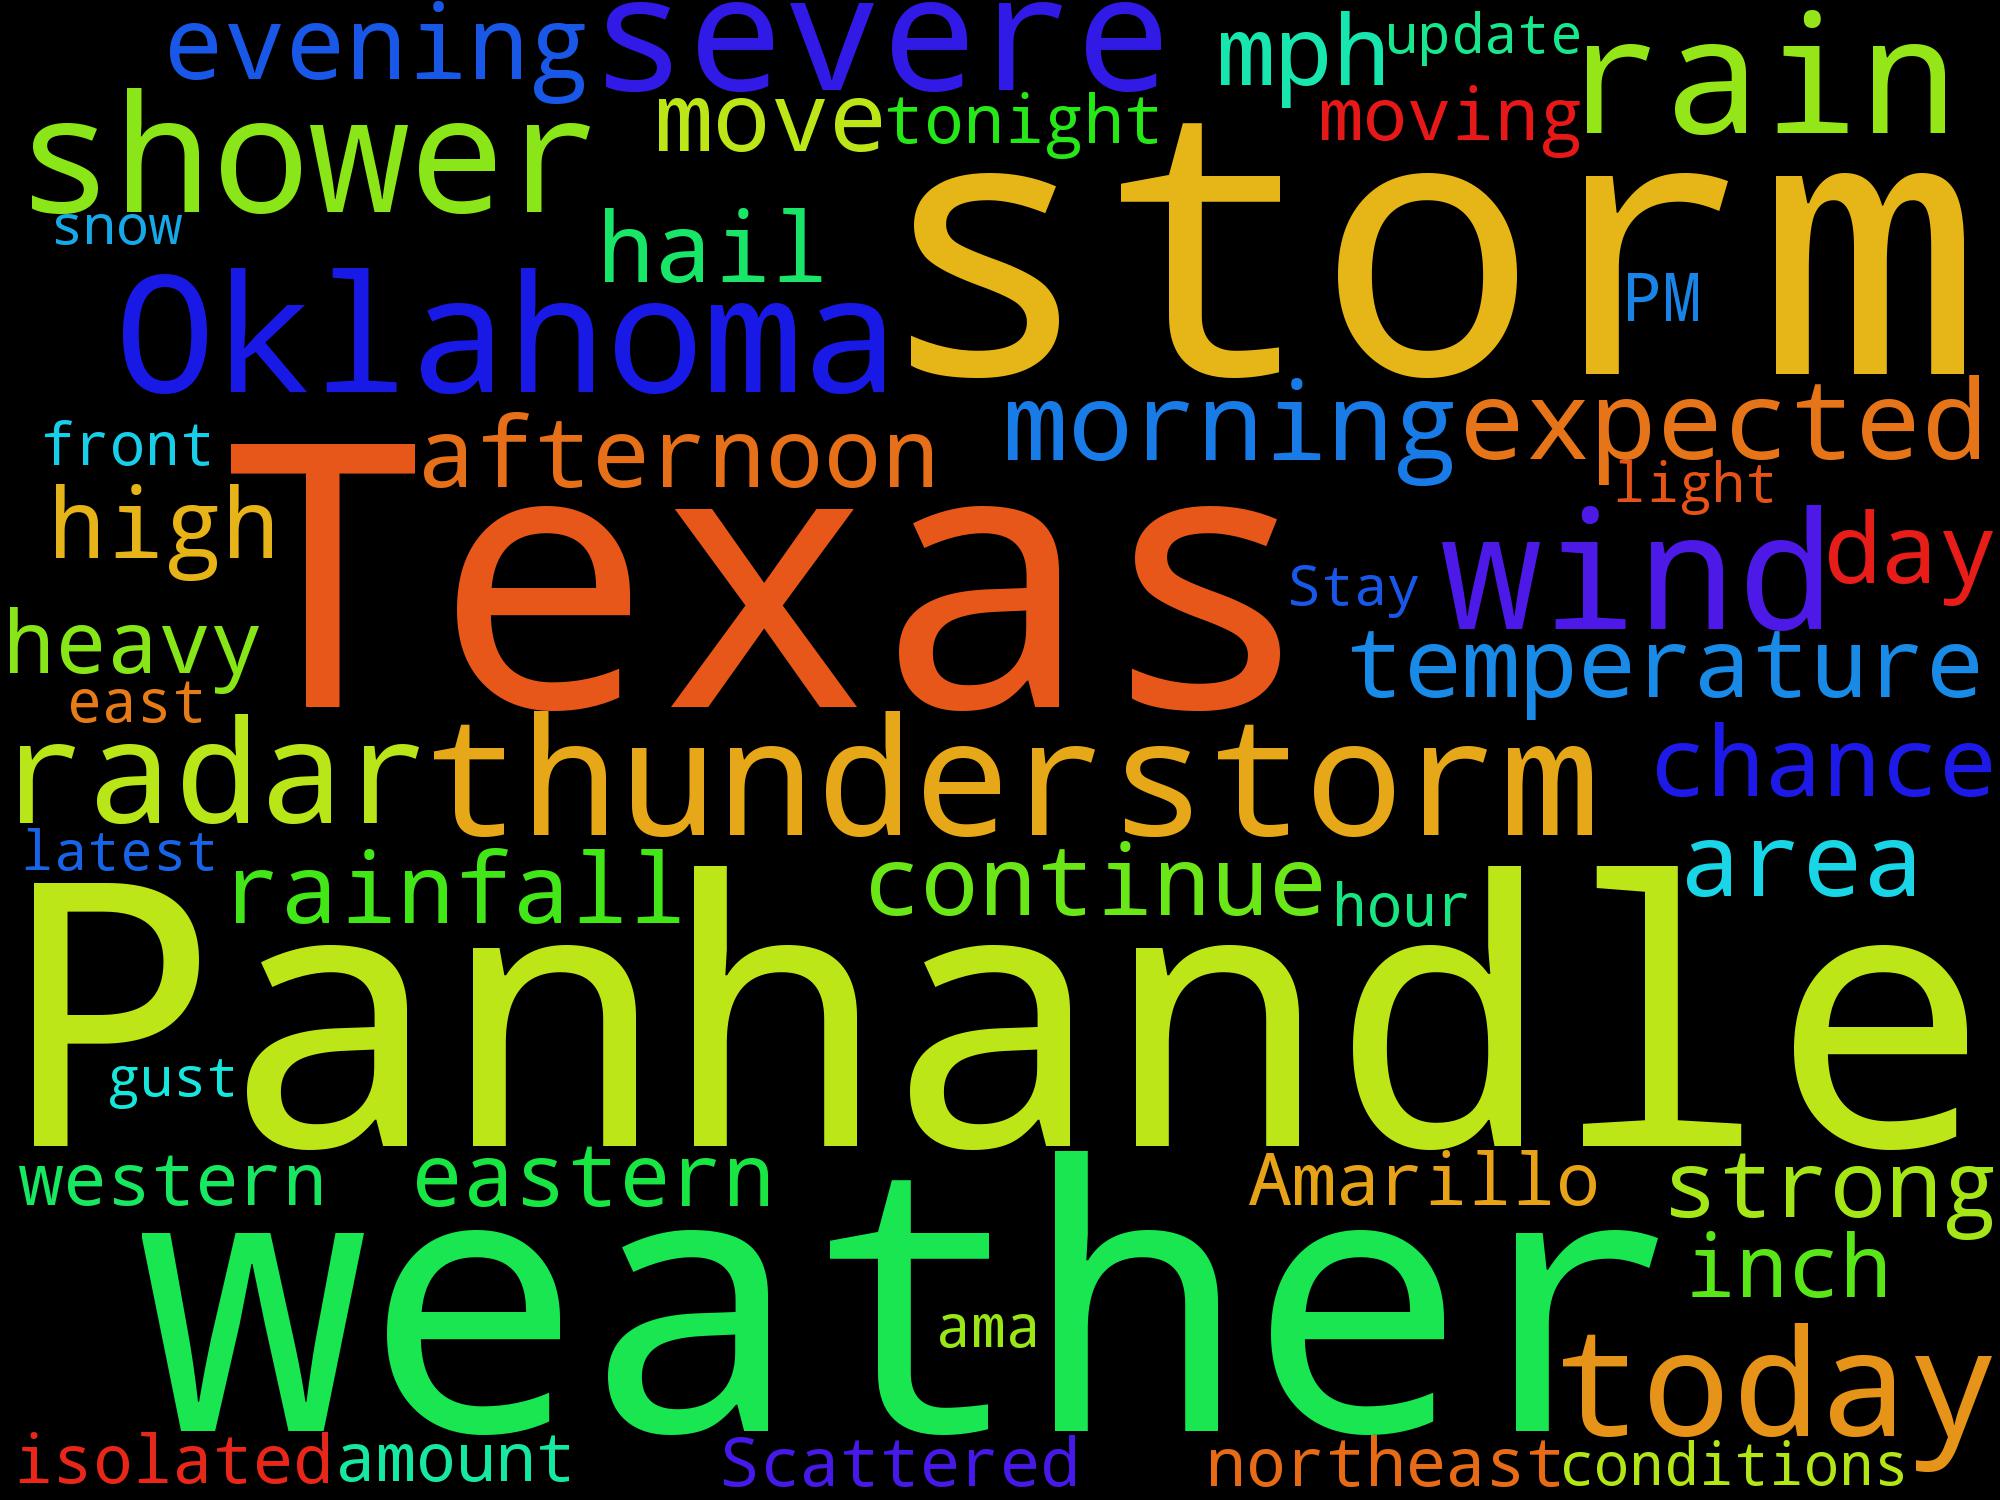 evening severe mph update rain
shower move tonight moving
snow hail storm PM
Oklahoma
front afternoon morning expected
high Texas light
Stay wind day
heavy temperature
east
radar thunderstorm chance
latest rainfall continue hour area
Panhandle
gust
western eastern Amarillo strong
weather inch
ama today
isolated amount Scattered northeast conditions